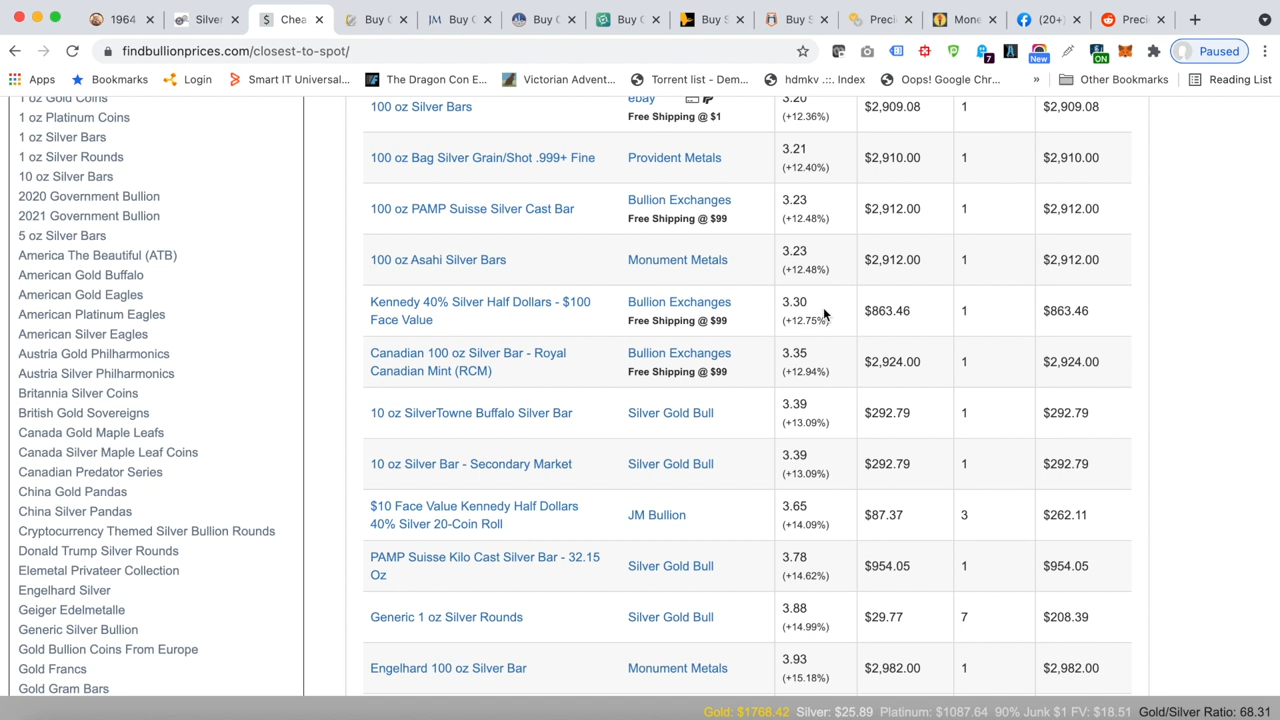 1964
Silver
Chea
Buy C
JM Buy C
Buy C
Buy C
Buy S
Buy S
Preci
Mone
(20+)
Preci
findbullionprices.com/closest-to-spot/
7
New
ON
Paused
Apps
Bookmarks
Login
Smart IT Universal...
The Dragon Con E...
Victorian Advent...
Torrent list - Dem...
hdmkv .::. Index
Oops! Google Chr...
»
Other Bookmarks
Reading List
1 oz Gold Coins
1 oz Platinum Coins
1 oz Silver Bars
1 oz Silver Rounds
10 oz Silver Bars
2020 Government Bullion
2021 Government Bullion
5 oz Silver Bars
America The Beautiful (ATB)
American Gold Buffalo
American Gold Eagles
American Platinum Eagles
American Silver Eagles
Austria Gold Philharmonics
Austria Silver Philharmonics
Britannia Silver Coins
British Gold Sovereigns
Canada Gold Maple Leafs
Canada Silver Maple Leaf Coins
Canadian Predator Series
China Gold Pandas
China Silver Pandas
Cryptocurrency Themed Silver Bullion Rounds
Donald Trump Silver Rounds
Elemetal Privateer Collection
Engelhard Silver
Geiger Edelmetalle
Generic Silver Bullion
Gold Bullion Coins From Europe
Gold Francs
Gold Gram Bars
100 oz Silver Bars ebay 3.20 $2,909.08 1 $2,909.08
Free Shipping @ $1 (+12.36%)
100 oz Bag Silver Grain/Shot .999+ Fine Provident Metals 3.21 $2,910.00 1 $2,910.00
(+12.40%)
100 oz PAMP Suisse Silver Cast Bar Bullion Exchanges 3.23 $2,912.00 1 $2,912.00
Free Shipping @ $99 (+12.48%)
100 oz Asahi Silver Bars Monument Metals 3.23 $2,912.00 1 $2,912.00
(+12.48%)
Kennedy 40% Silver Half Dollars - $100 Bullion Exchanges 3.30 $863.46 1 $863.46
Face Value Free Shipping @ $99 (+12.75%)
Canadian 100 oz Silver Bar - Royal Bullion Exchanges 3.35 $2,924.00 1 $2,924.00
Canadian Mint (RCM) Free Shipping @ $99 (+12.94%)
10 oz SilverTowne Buffalo Silver Bar Silver Gold Bull 3.39 $292.79 1 $292.79
(+13.09%)
10 oz Silver Bar - Secondary Market Silver Gold Bull 3.39 $292.79 1 $292.79
(+13.09%)
$10 Face Value Kennedy Half Dollars JM Bullion 3.65 $87.37 3 $262.11
40% Silver 20-Coin Roll (+14.09%)
PAMP Suisse Kilo Cast Silver Bar - 32.15 Silver Gold Bull 3.78 $954.05 1 $954.05
Oz (+14.62%)
Generic 1 oz Silver Rounds Silver Gold Bull 3.88 $29.77 7 $208.39
(+14.99%)
Engelhard 100 oz Silver Bar Monument Metals 3.93 $2,982.00 1 $2,982.00
(+15.18%)
Gold: $1768.42 Silver: $25.89 Platinum: $1087.64 90% Junk $1 FV: $18.51 Gold/Silver Ratio: 68.31